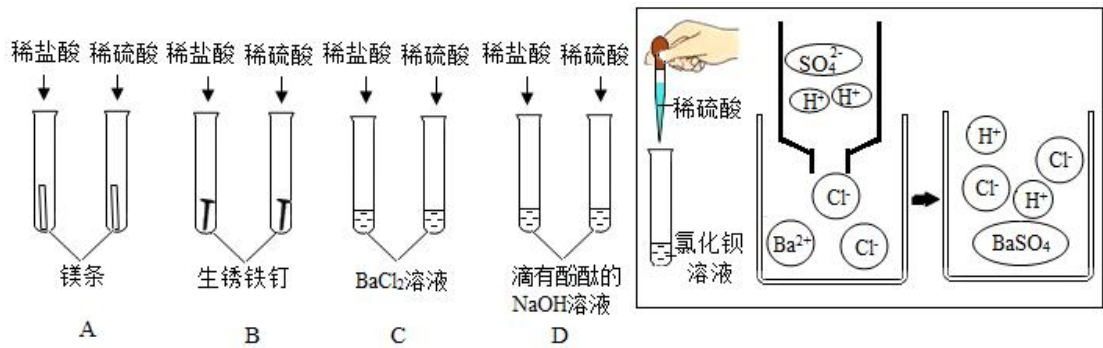 稀盐酸 稀硫酸 稀盐酸 稀硫酸 稀盐酸 稀硫酸 稀盐酸 稀硫酸
镁条 生锈铁钉 BaCl₂溶液 滴有酚酞的
NaOH溶液
A B C D
稀硫酸
氯化钡
溶液
SO₄²⁻
H⁺ H⁺
Cl⁻
Ba²⁺ Cl⁻
H⁺
Cl⁻
Cl⁻ H⁺
BaSO₄